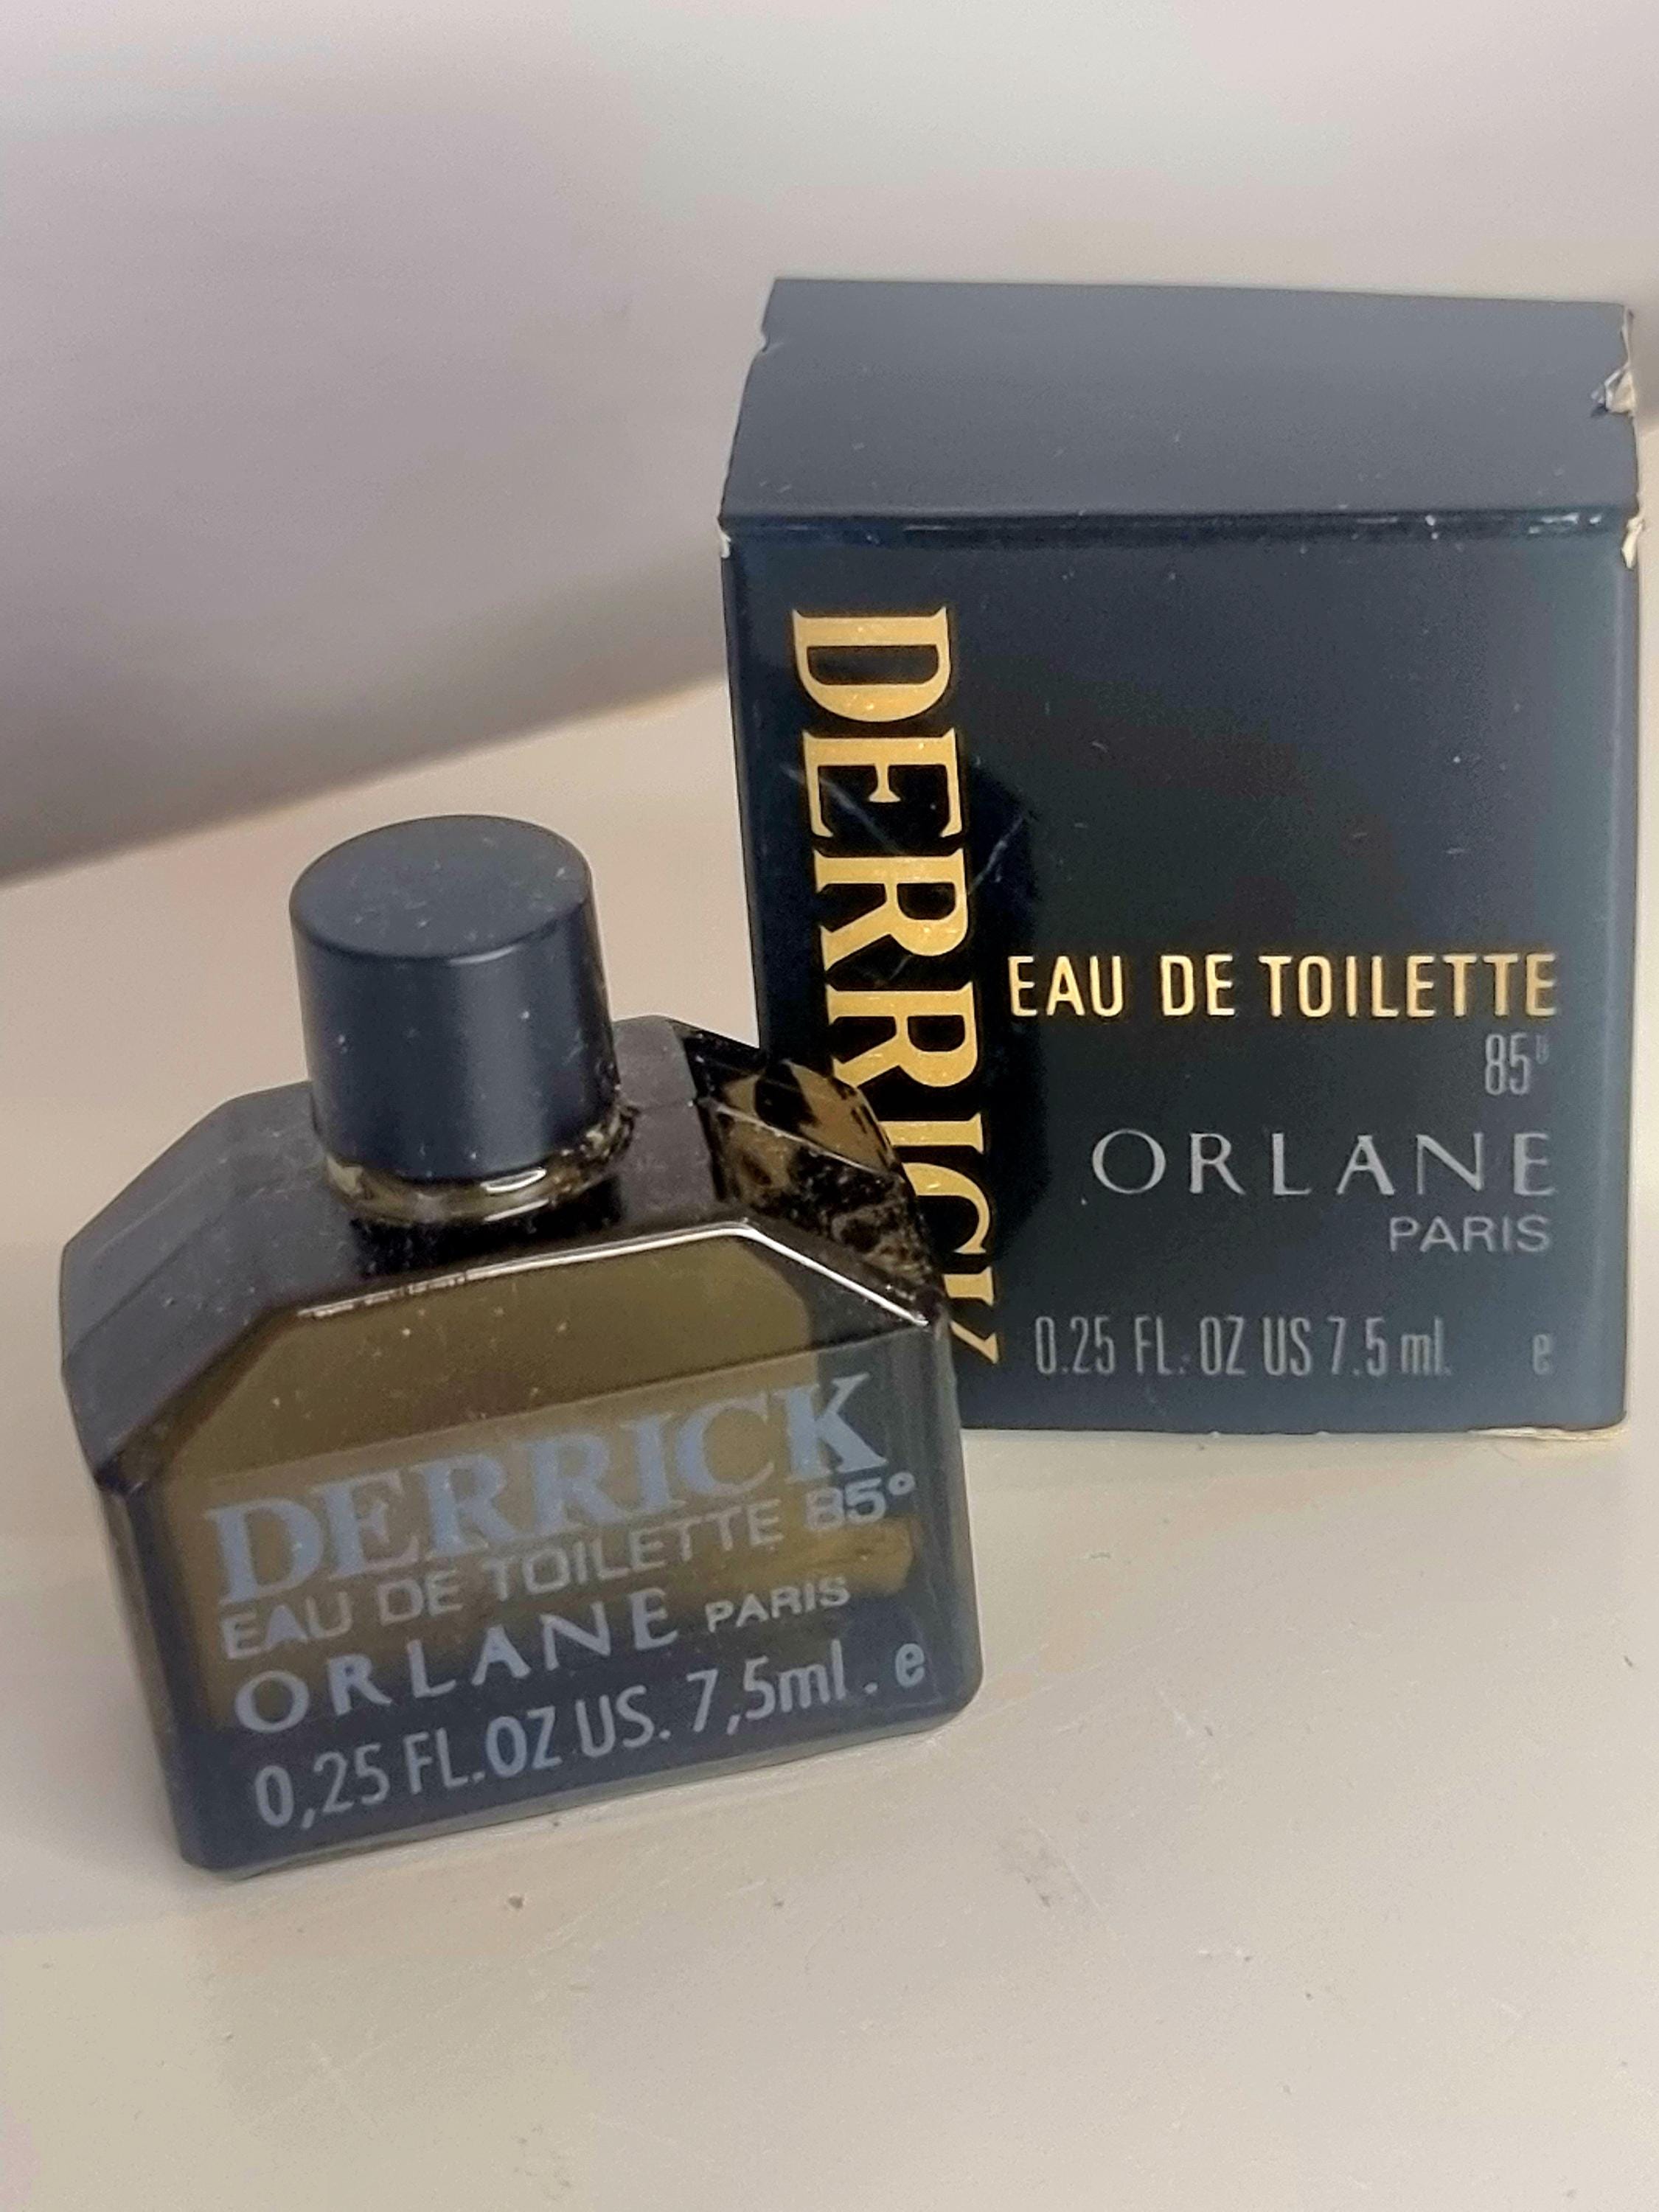 DERRICK
EAU DE TOILETTE
85°
ORLANE
PARIS
0.25 FL. OZ US 7.5 ml. e
DERRICK
EAU DE TOILETTE 85°
ORLANE PARIS
0,25 FL.OZ US. 7,5ml . e